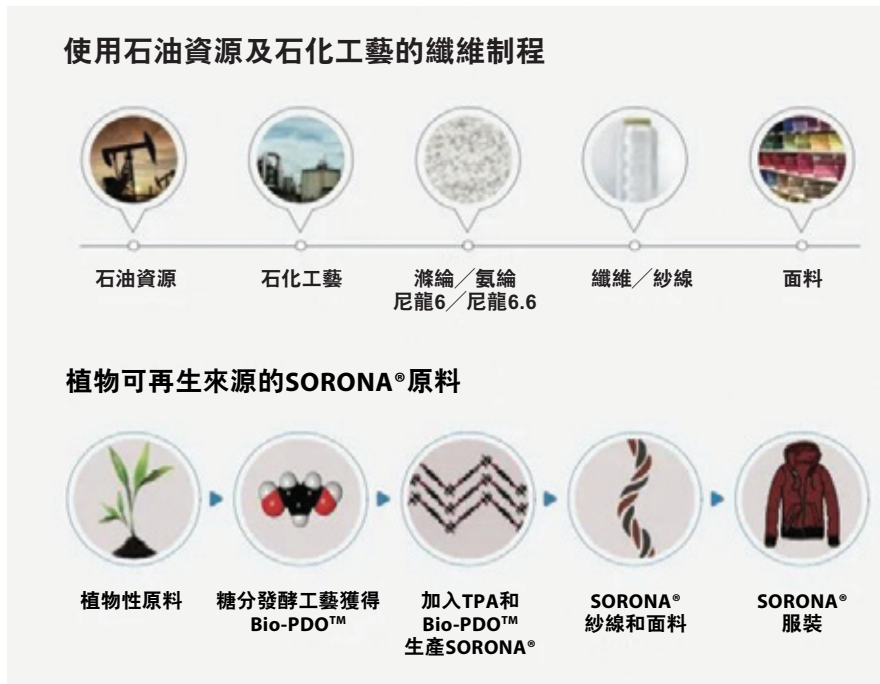 使用石油資源及石化工藝的纖維制程
石油資源
石化工藝
滌綸／氨綸
尼龍6／尼龍6.6
纖維／紗線
面料
植物可再生來源的SORONA®原料
植物性原料
糖分發酵工藝獲得
Bio-PDO™
加入TPA和
Bio-PDO™
生產SORONA®
SORONA®
紗線和面料
SORONA®
服裝